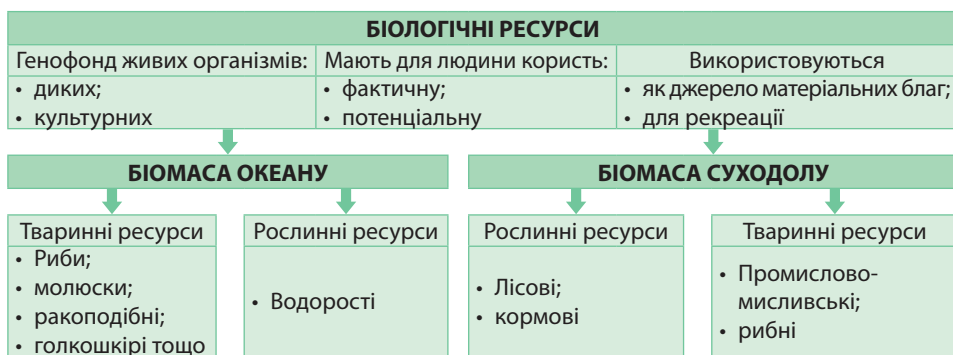 БІОЛОГІЧНІ РЕСУРСИ
Генофонд живих організмів:
• диких;
• культурних
Мають для людини користь:
• фактичну;
• потенціальну
Використовуються
• як джерело матеріальних благ;
• для рекреації
БІОМАСА ОКЕАНУ
Тваринні ресурси
• Риби;
• молюски;
• ракоподібні;
• голкошкірі тощо
Рослинні ресурси
• Водорості
БІОМАСА СУХОДОЛУ
Рослинні ресурси
• Лісові;
• кормові
Тваринні ресурси
• Промислово-
мисливські;
• рибні